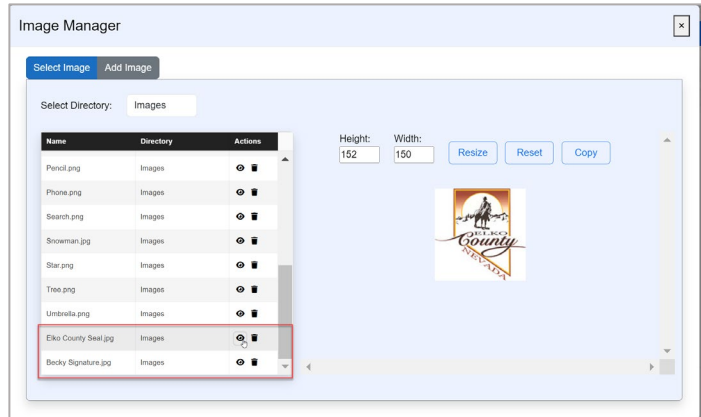 Image Manager
×
Select Image Add Image
Select Directory: Images
Name Directory Actions
Pencil.png Images
Phone.png Images
Search.png Images
Snowman.jpg Images
Star.png Images
Tree.png Images
Umbrella.png Images
Elko County Seal.jpg Images
Becky Signature.jpg Images
Height: Width:
152 150 Resize Reset Copy
ELKO
County
NEVADA